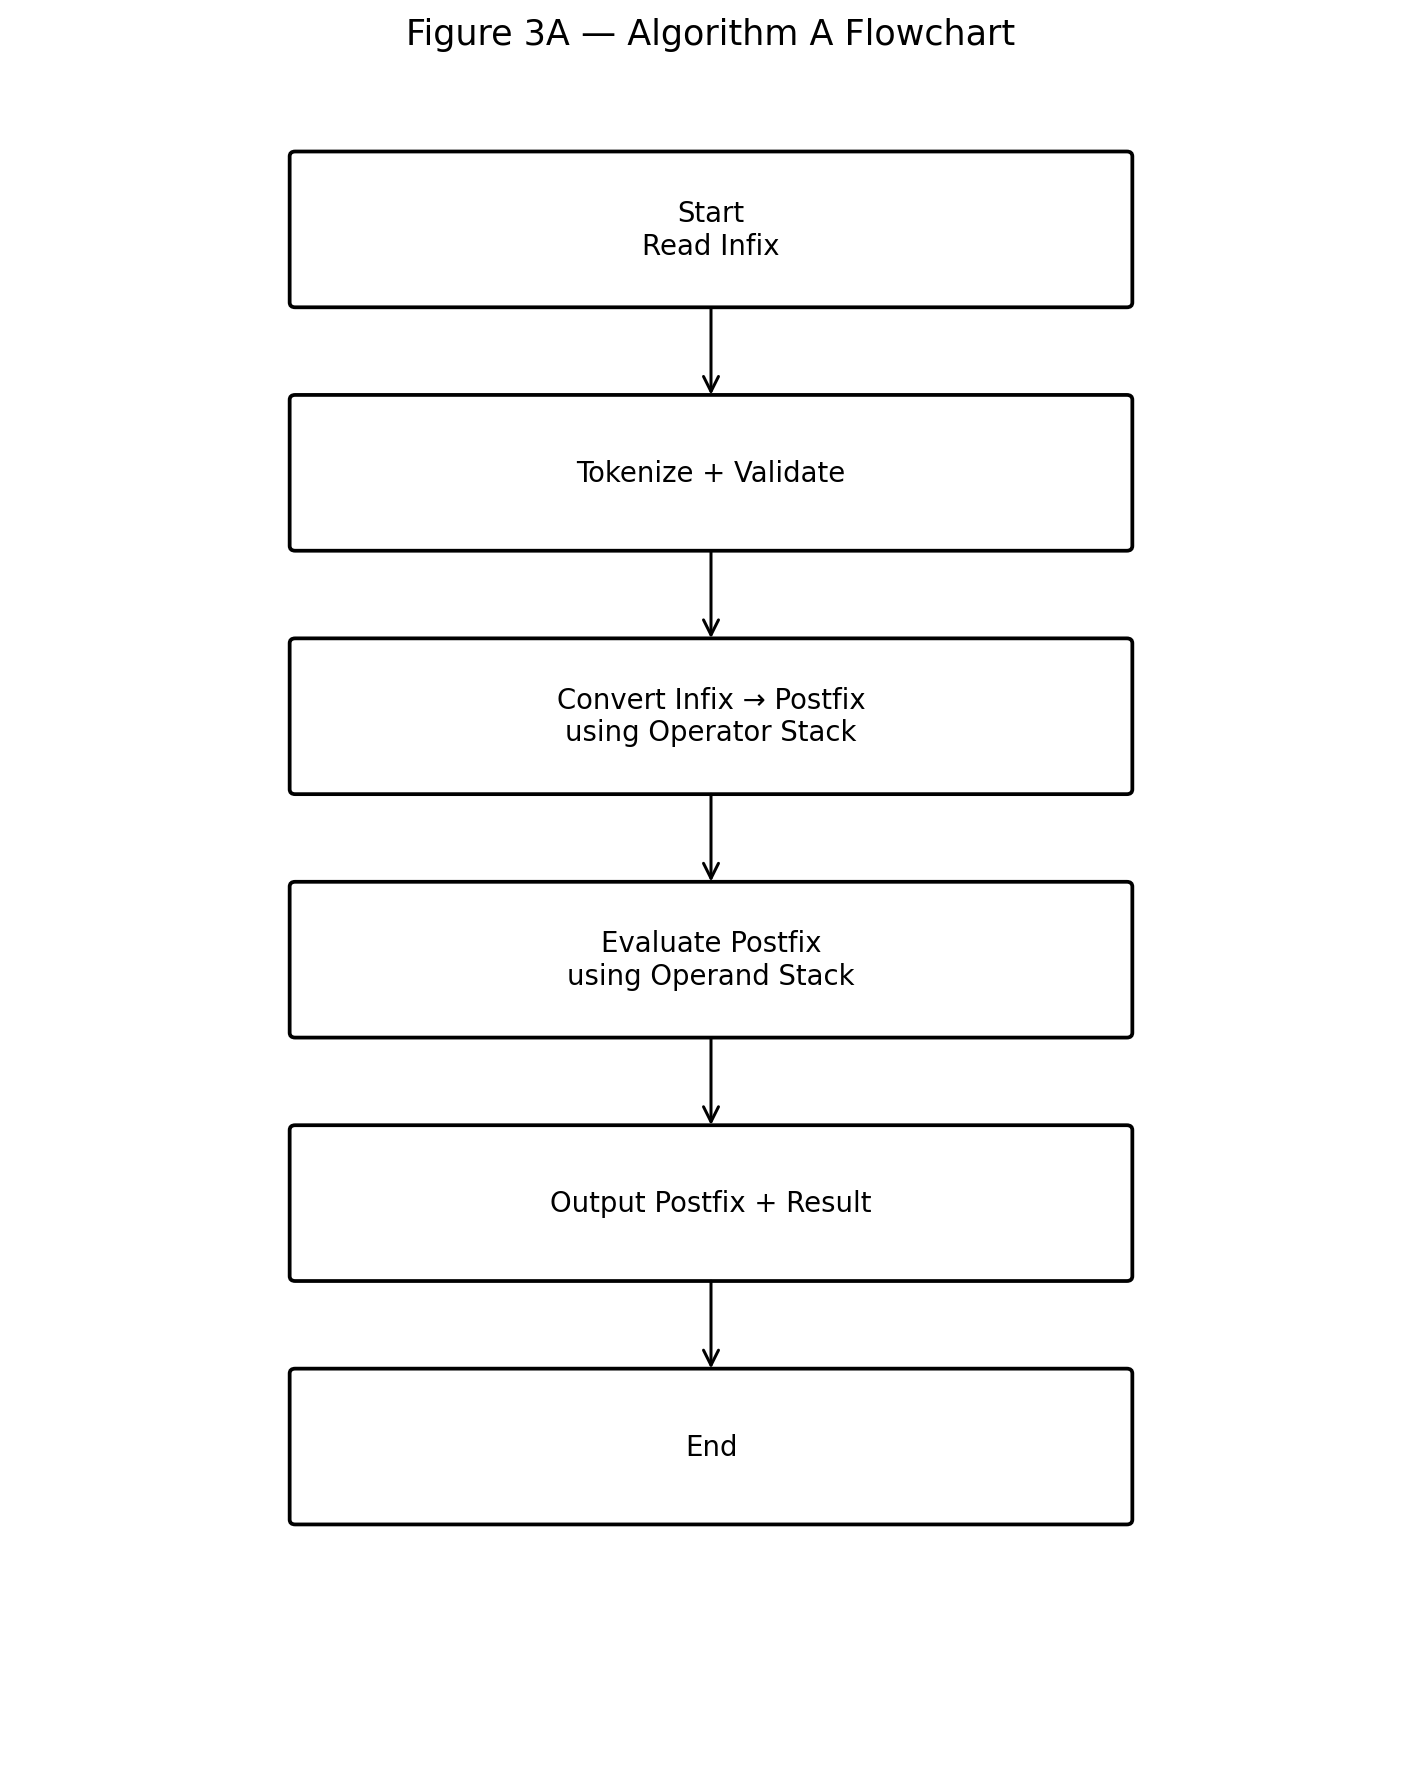 Figure 3A — Algorithm A Flowchart
Start
Read Infix
Tokenize + Validate
Convert Infix → Postfix
using Operator Stack
Evaluate Postfix
using Operand Stack
Output Postfix + Result
End